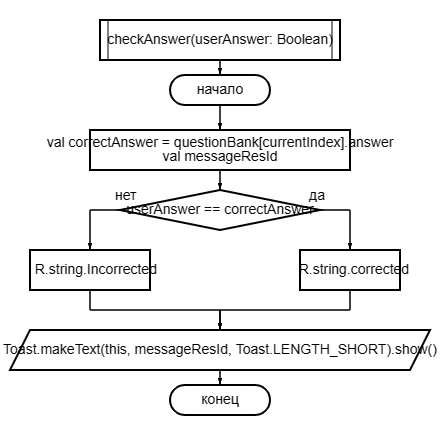 checkAnswer(userAnswer: Boolean)
начало
val correctAnswer = questionBank[currentIndex].answer
val messageResId
нет
да
userAnswer == correctAnswer
R.string.Incorrected
R.string.corrected
Toast.makeText(this, messageResId, Toast.LENGTH_SHORT).show()
конец